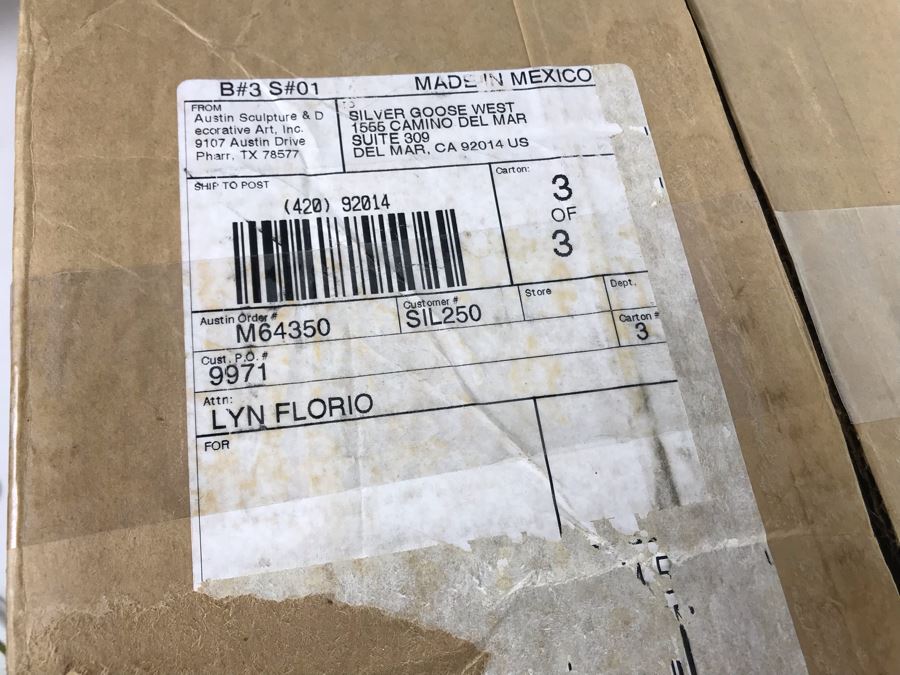 B#3 S#01
MADE IN MEXICO
FROM
Austin Sculpture & D
ecorative Art, Inc.
9107 Austin Drive
Pharr, TX 78577
TO
SILVER GOOSE WEST
1555 CAMINO DEL MAR
SUITE 309
DEL MAR, CA 92014 US
SHIP TO POST
(420) 92014
Carton:
3
OF
3
Austin Order #
M64350
Customer #
SIL250
Store
Dept.
Cust. P.O. #
9971
Carton #
3
Attn:
LYN FLORIO
FOR